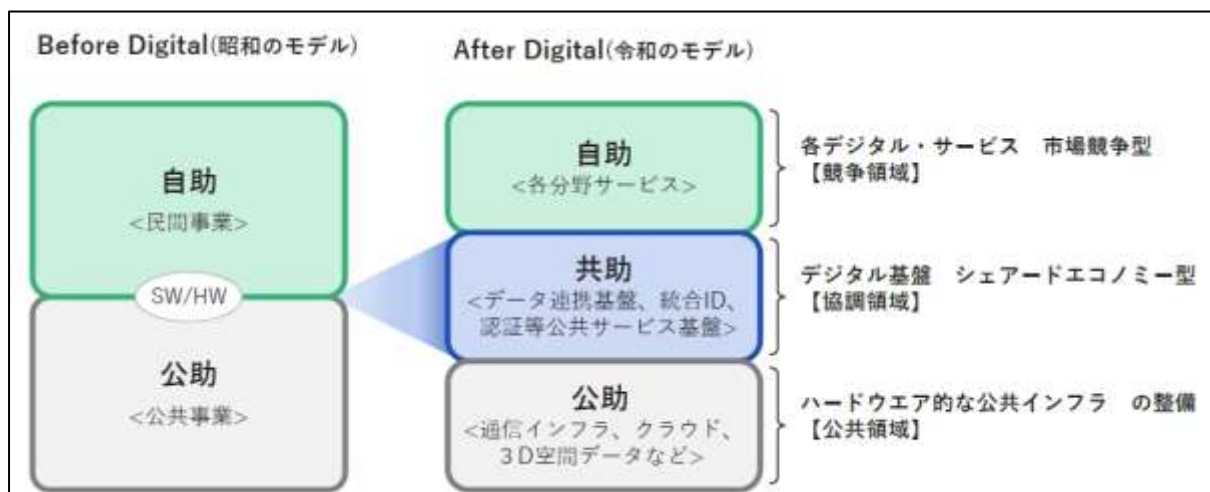 Before Digital(昭和のモデル)
自助
<民間事業>
SW/HW
公助
<公共事業>
After Digital(令和のモデル)
自助
<各分野サービス>
共助
<データ連携基盤、統合ID、
認証等公共サービス基盤>
公助
<通信インフラ、クラウド、
３D空間データなど>
各デジタル・サービス　市場競争型
【競争領域】
デジタル基盤　シェアードエコノミー型
【協調領域】
ハードウエア的な公共インフラ　の整備
【公共領域】